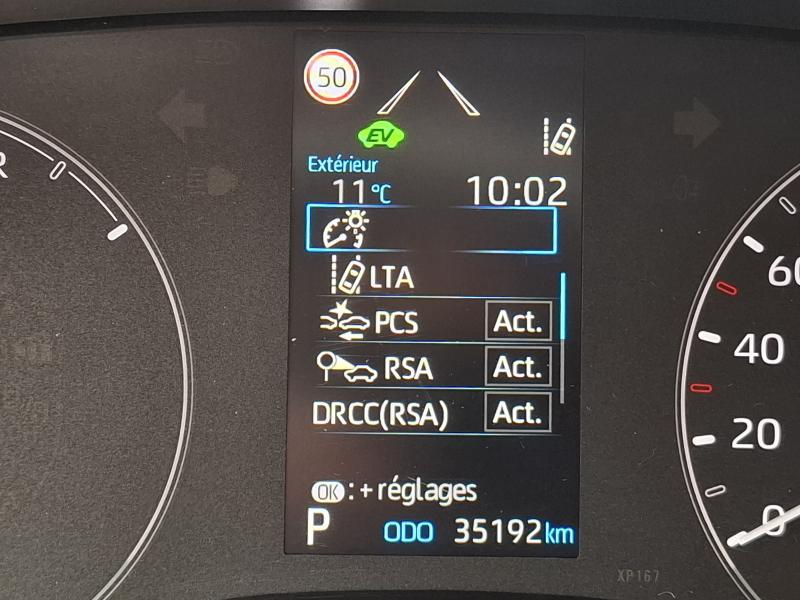 50
EV
Extérieur
11°C 10:02
LTA
PCS Act.
RSA Act.
DRCC(RSA) Act.
OK : + réglages
P ODO 35192 km
R
60
40
20
0
XP167